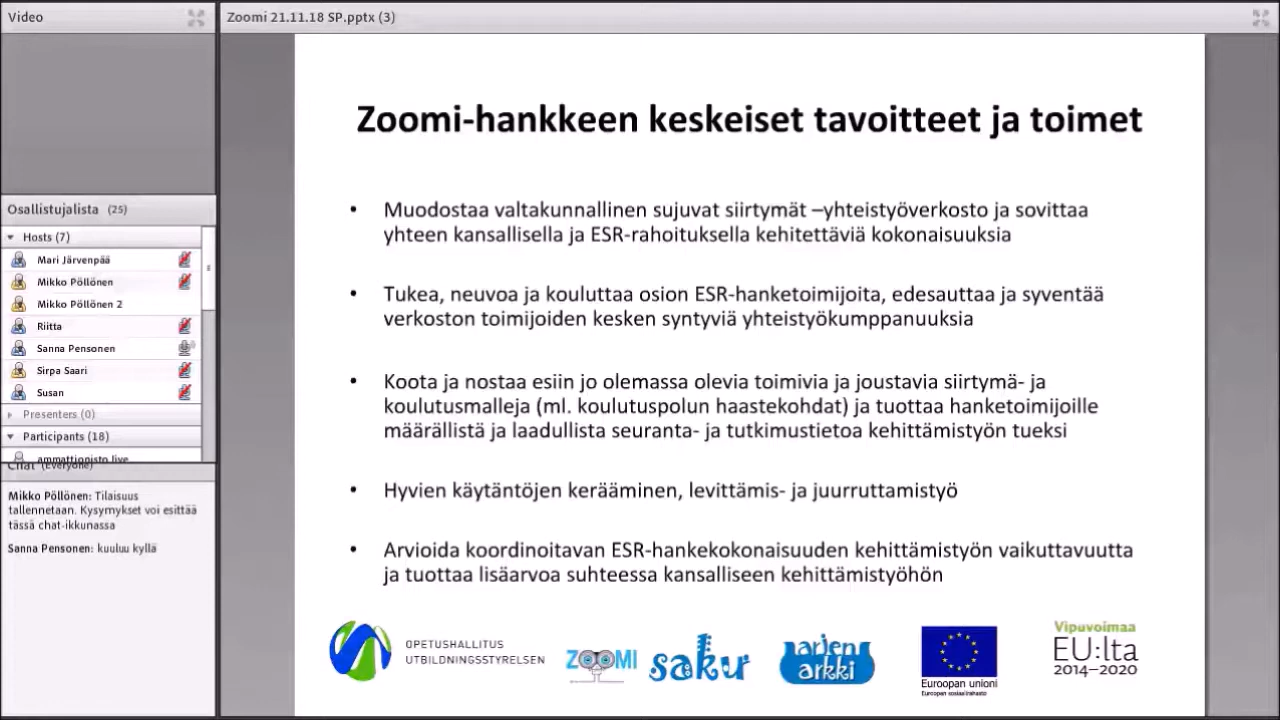 Video
Zoomi 21.11.18 SP.pptx (3)
Osallistujalista (25)
Hosts (7)
Mari Järvenpää
Mikko Pöllönen
Mikko Pöllönen 2
Riitta
Sanna Pensonen
Sirpa Saari
Susan
Presenters (0)
Participants (18)
ammattiopisto live
Chat (Everyone)
Mikko Pöllönen: Tilaisuus
tallennetaan. Kysymykset voi esittää
tässä chat-ikkunassa
Sanna Pensonen: kuuluu kyllä
Zoomi-hankkeen keskeiset tavoitteet ja toimet
• Muodostaa valtakunnallinen sujuvat siirtymät –yhteistyöverkosto ja sovittaa
yhteen kansallisella ja ESR-rahoituksella kehitettäviä kokonaisuuksia
• Tukea, neuvoa ja kouluttaa osion ESR-hanketoimijoita, edesauttaa ja syventää
verkoston toimijoiden kesken syntyviä yhteistyökumppanuuksia
• Koota ja nostaa esiin jo olemassa olevia toimivia ja joustavia siirtymä- ja
koulutusmalleja (ml. koulutuspolun haastekohdat) ja tuottaa hanketoimijoille
määrällistä ja laadullista seuranta- ja tutkimustietoa kehittämistyön tueksi
• Hyvien käytäntöjen kerääminen, levittämis- ja juurruttamistyö
• Arvioida koordinoitavan ESR-hankekokonaisuuden kehittämistyön vaikuttavuutta
ja tuottaa lisäarvoa suhteessa kansalliseen kehittämistyöhön
OPETUSHALLITUS
UTBILDNINGSSTYRELSEN
ZOOMI
saku
arjen
arkki
Euroopan unioni
Euroopan sosiaalirahasto
Vipuvoimaa
EU:lta
2014–2020